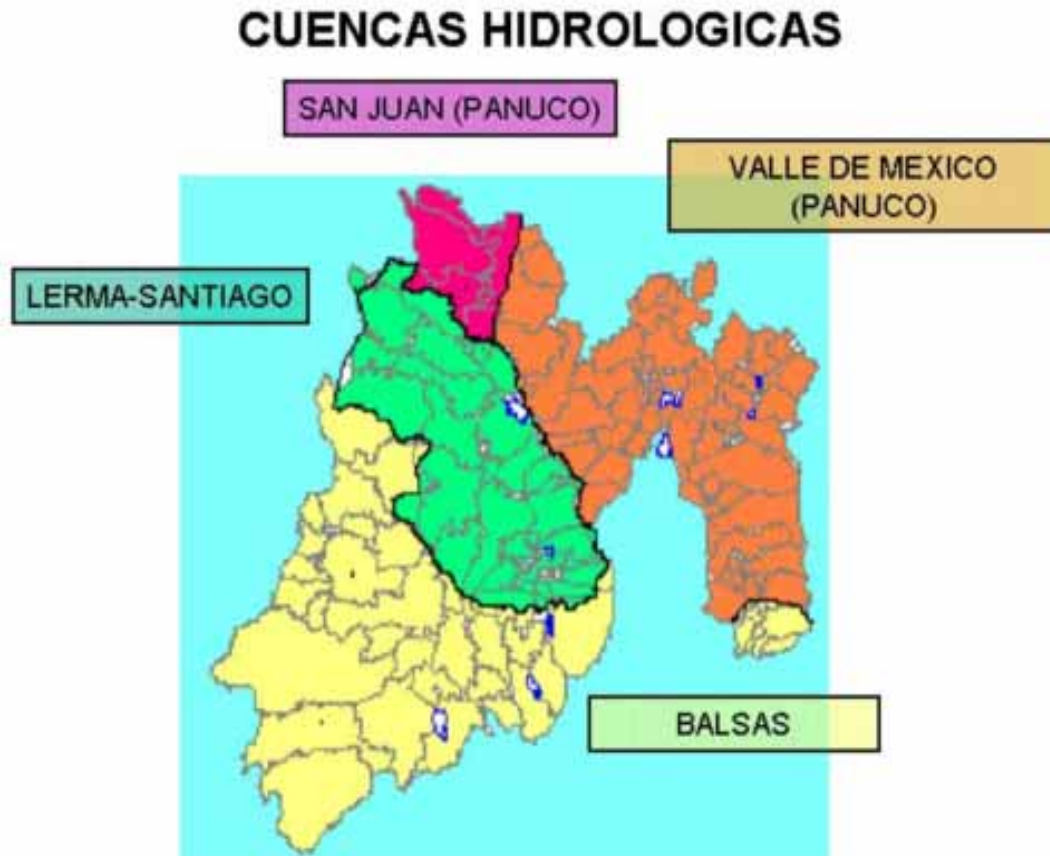 CUENCAS HIDROLOGICAS
SAN JUAN (PANUCO)
VALLE DE MEXICO
(PANUCO)
LERMA-SANTIAGO
BALSAS